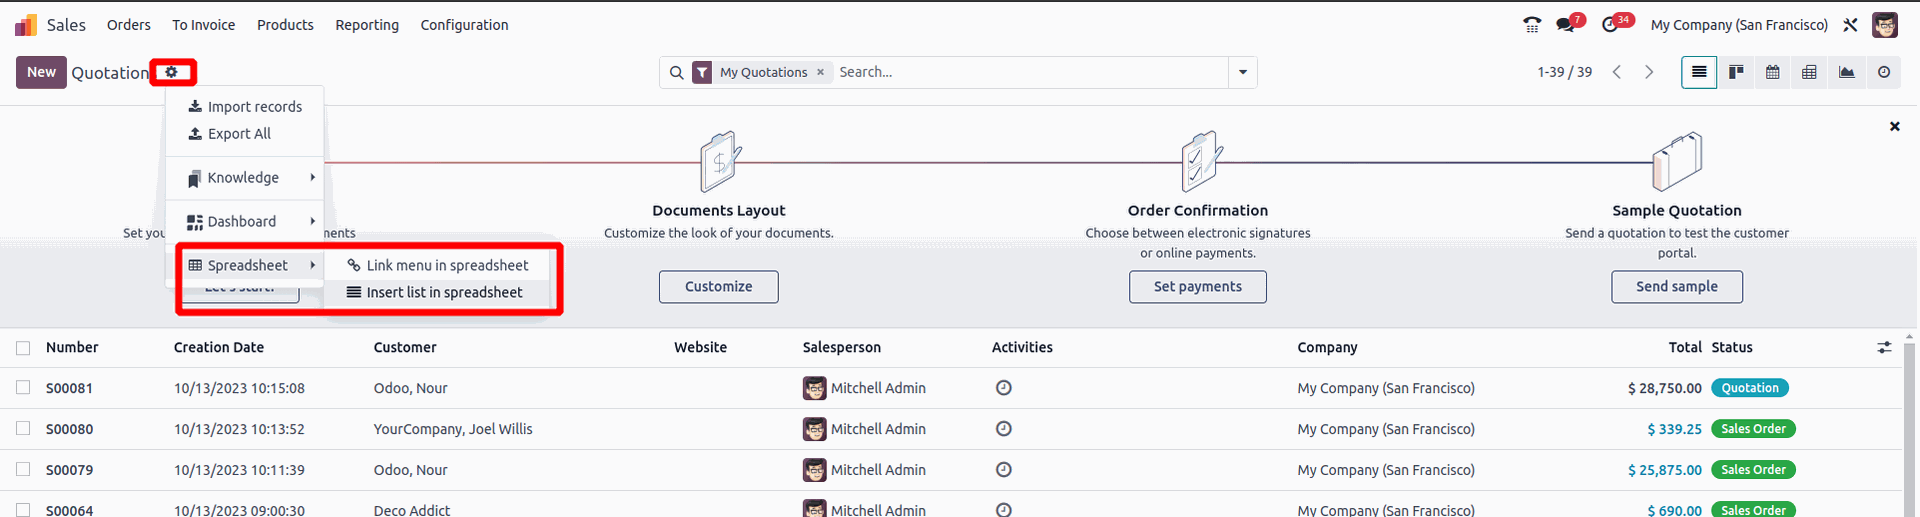 Sales Orders To Invoice Products Reporting Configuration 7 34 My Company (San Francisco)
New Quotation My Quotations × Search... 1-39 / 39
Import records
Export All
Knowledge
Dashboard
Spreadsheet
Link menu in spreadsheet
Insert list in spreadsheet
Set you
ments
Let's start!
Documents Layout
Customize the look of your documents.
Customize
Order Confirmation
Choose between electronic signatures
or online payments.
Set payments
Sample Quotation
Send a quotation to test the customer
portal.
Send sample
Number Creation Date Customer Website Salesperson Activities Company Total Status
S00081 10/13/2023 10:15:08 Odoo, Nour Mitchell Admin My Company (San Francisco) $ 28,750.00 Quotation
S00080 10/13/2023 10:13:52 YourCompany, Joel Willis Mitchell Admin My Company (San Francisco) $ 339.25 Sales Order
S00079 10/13/2023 10:11:39 Odoo, Nour Mitchell Admin My Company (San Francisco) $ 25,875.00 Sales Order
S00064 10/13/2023 09:00:30 Deco Addict Mitchell Admin My Company (San Francisco) $ 690.00 Sales Order